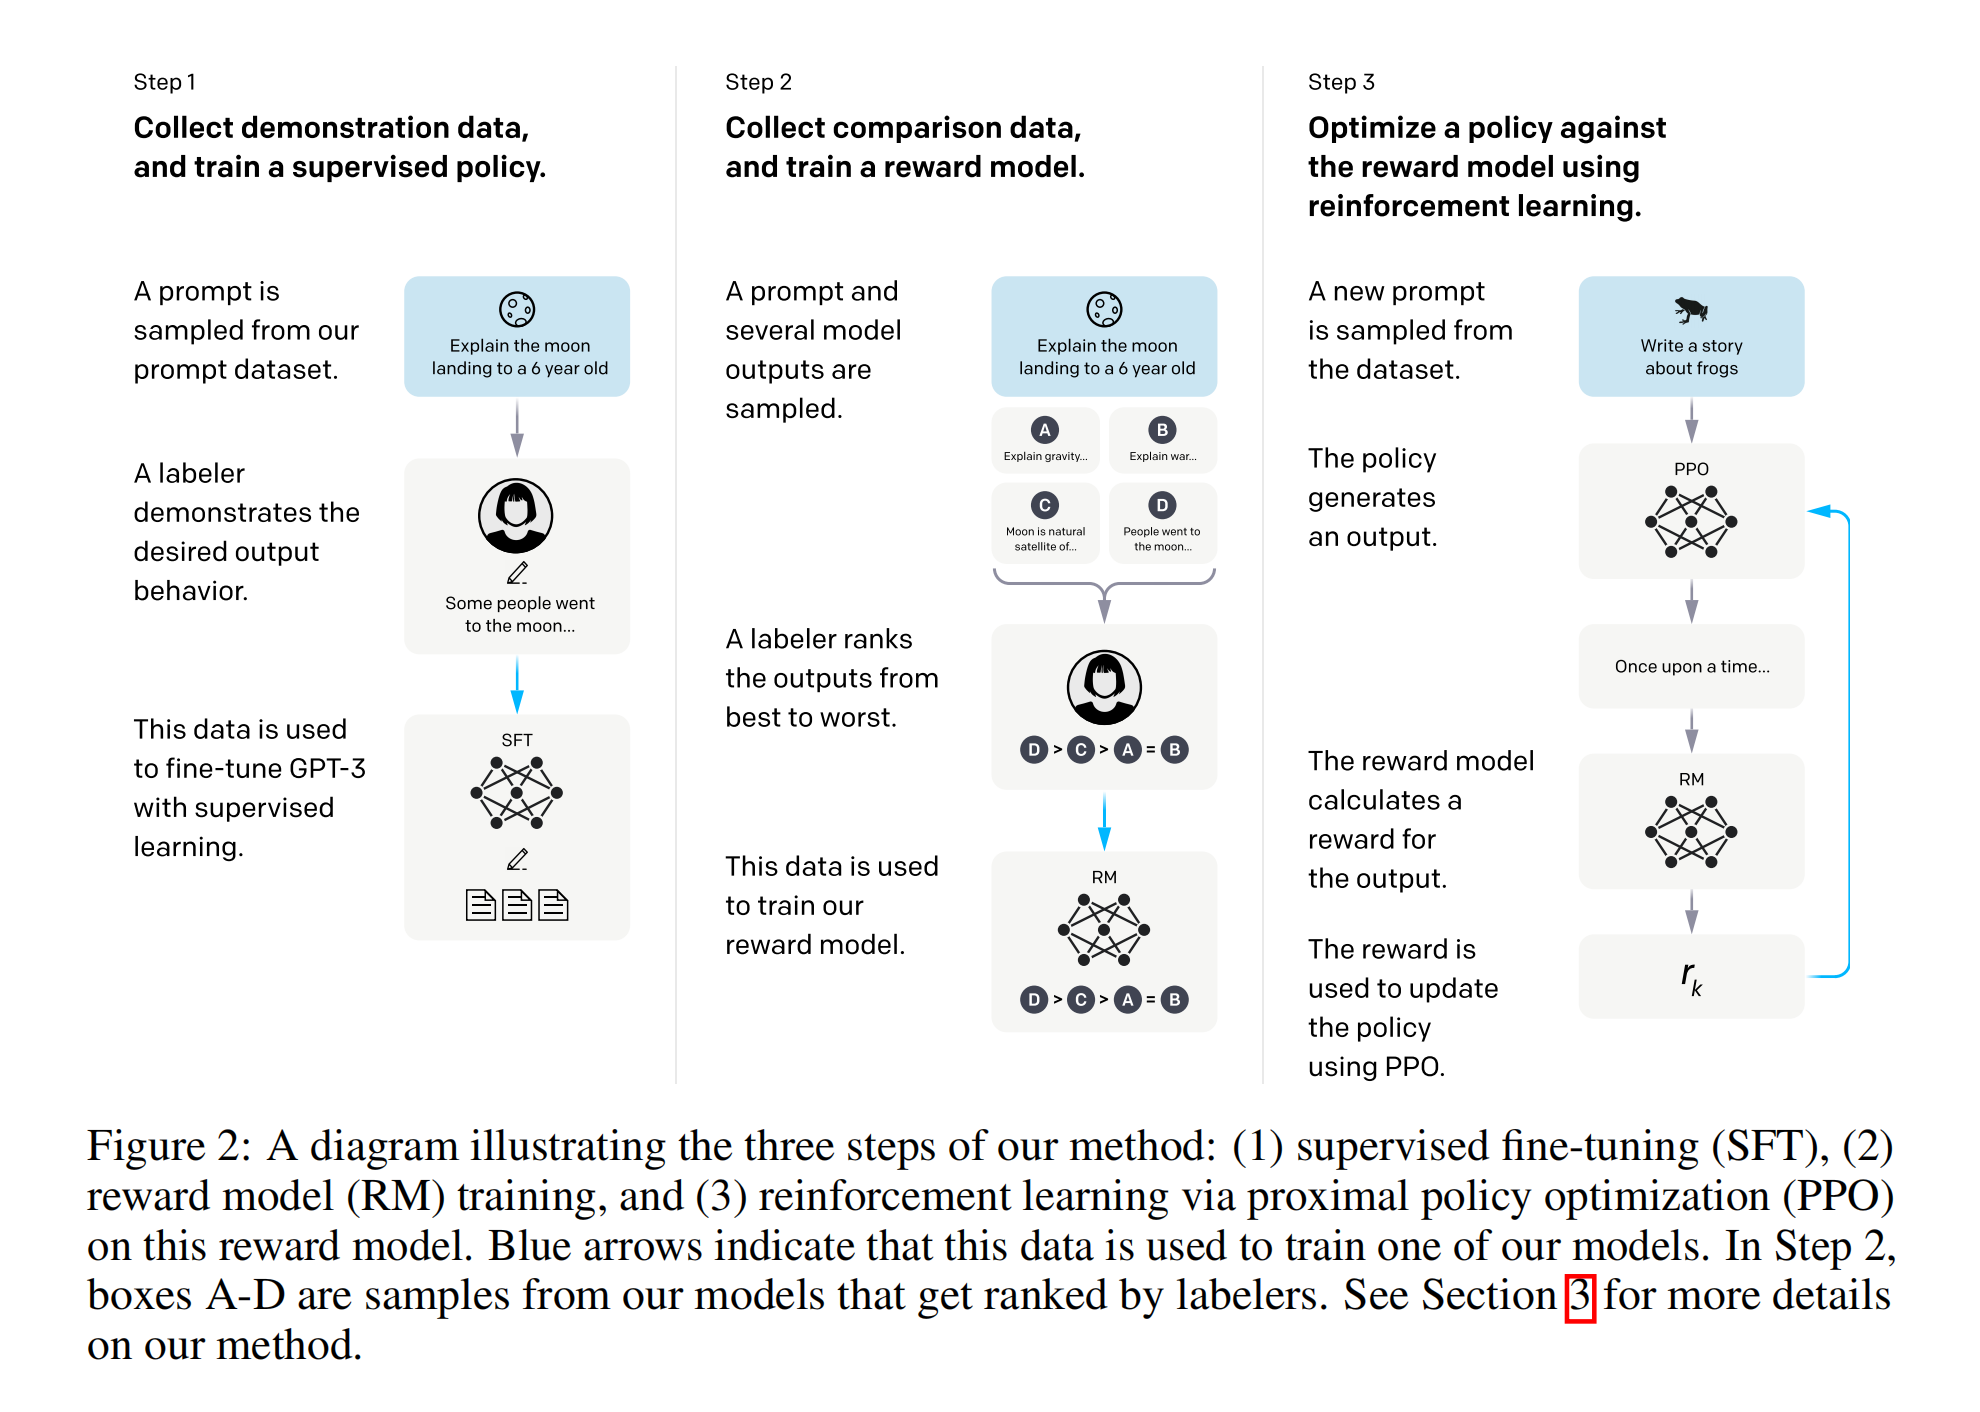 Step 1
Collect demonstration data,
and train a supervised policy.
A prompt is
sampled from our
prompt dataset.
Explain the moon
landing to a 6 year old
A labeler
demonstrates the
desired output
behavior.
Some people went
to the moon...
This data is used
to fine-tune GPT-3
with supervised
learning.
SFT
Step 2
Collect comparison data,
and train a reward model.
A prompt and
several model
outputs are
sampled.
Explain the moon
landing to a 6 year old
A
Explain gravity...
B
Explain war...
C
Moon is natural
satellite of...
D
People went to
the moon...
A labeler ranks
the outputs from
best to worst.
D > C > A = B
This data is used
to train our
reward model.
RM
D > C > A = B
Step 3
Optimize a policy against
the reward model using
reinforcement learning.
A new prompt
is sampled from
the dataset.
Write a story
about frogs
The policy
generates
an output.
PPO
Once upon a time...
The reward model
calculates a
reward for
the output.
RM
The reward is
used to update
the policy
using PPO.
r_k
Figure 2: A diagram illustrating the three steps of our method: (1) supervised fine-tuning (SFT), (2)
reward model (RM) training, and (3) reinforcement learning via proximal policy optimization (PPO)
on this reward model. Blue arrows indicate that this data is used to train one of our models. In Step 2,
boxes A-D are samples from our models that get ranked by labelers. See Section 3 for more details
on our method.